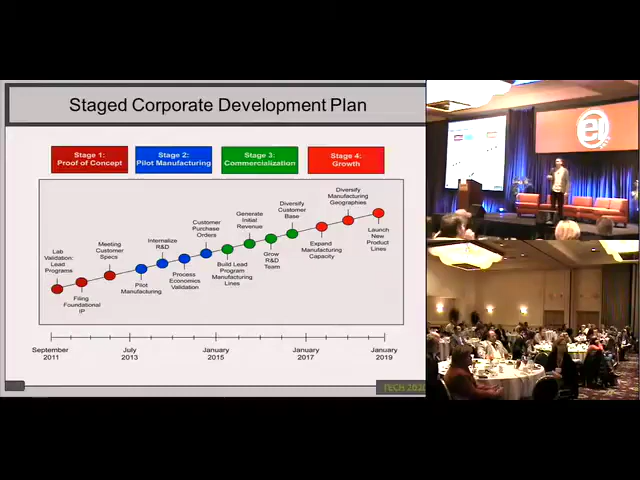 Staged Corporate Development Plan
Stage 1:
Proof of Concept
Stage 2:
Pilot Manufacturing
Stage 3:
Commercialization
Stage 4:
Growth
Lab
Validation:
Lead
Programs
Filing
Foundational
IP
Meeting
Customer
Specs
Pilot
Manufacturing
Internalize
R&D
Process
Economics
Validation
Customer
Purchase
Orders
Build Lead
Program
Manufacturing
Lines
Generate
Initial
Revenue
Grow
R&D
Team
Diversify
Customer
Base
Expand
Manufacturing
Capacity
Diversify
Manufacturing
Geographies
Launch
New
Product
Lines
September
2011
July
2013
January
2015
January
2017
January
2019
TECH 2020
ei